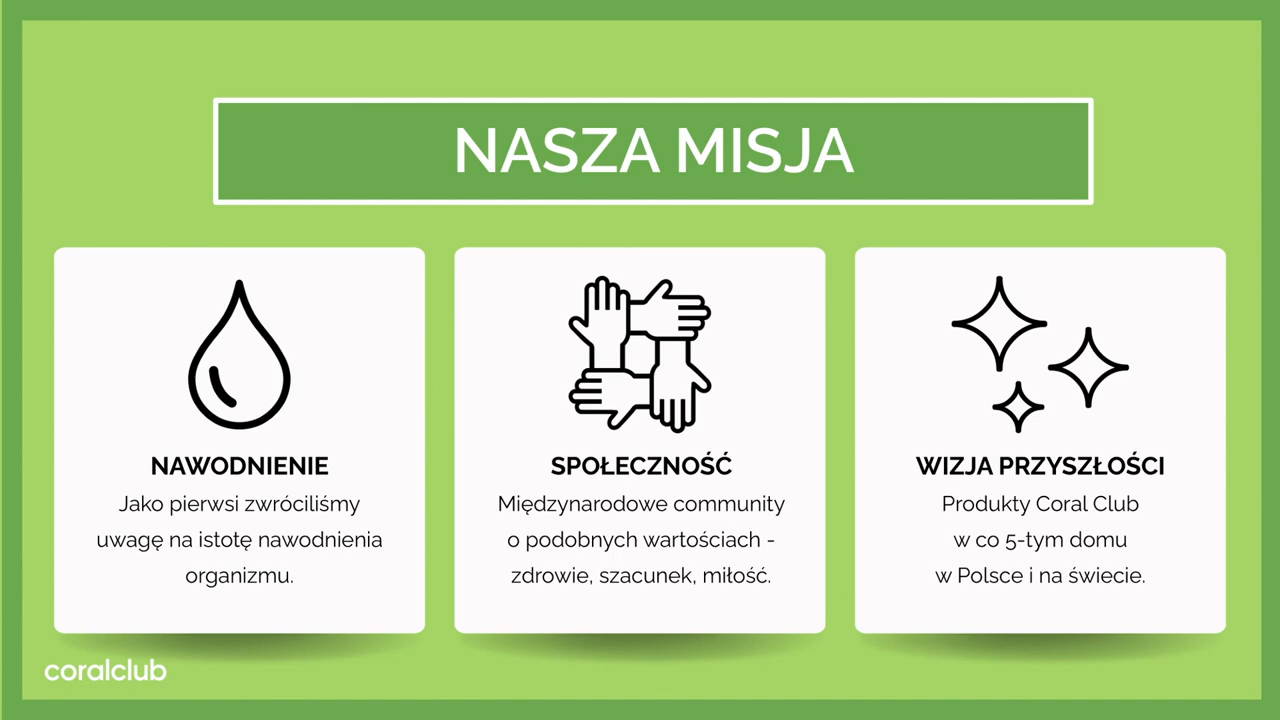 NASZA MISJA
NAWODNIENIE
Jako pierwsi zwróciliśmy
uwagę na istotę nawodnienia
organizmu.
SPOŁECZNOŚĆ
Międzynarodowe community
o podobnych wartościach -
zdrowie, szacunek, miłość.
WIZJA PRZYSZŁOŚCI
Produkty Coral Club
w co 5-tym domu
w Polsce i na świecie.
coralclub